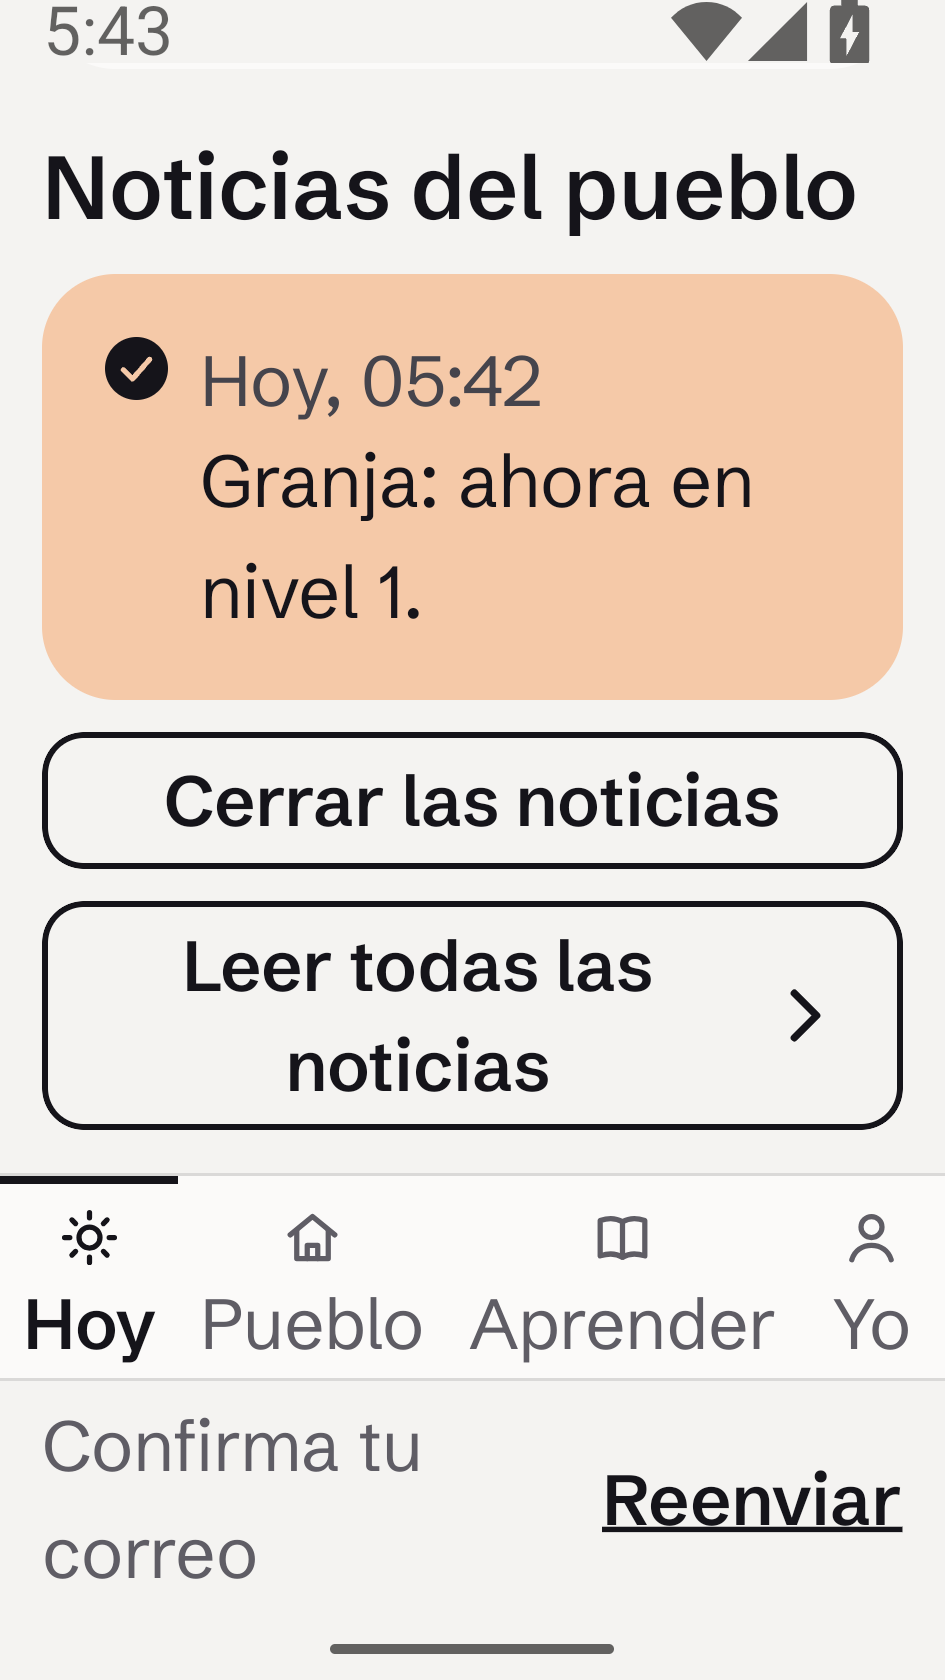 5:43
Noticias del pueblo
Hoy, 05:42
Granja: ahora en
nivel 1.
Cerrar las noticias
Leer todas las
noticias
Hoy
Pueblo
Aprender
Yo
Confirma tu
correo
Reenviar